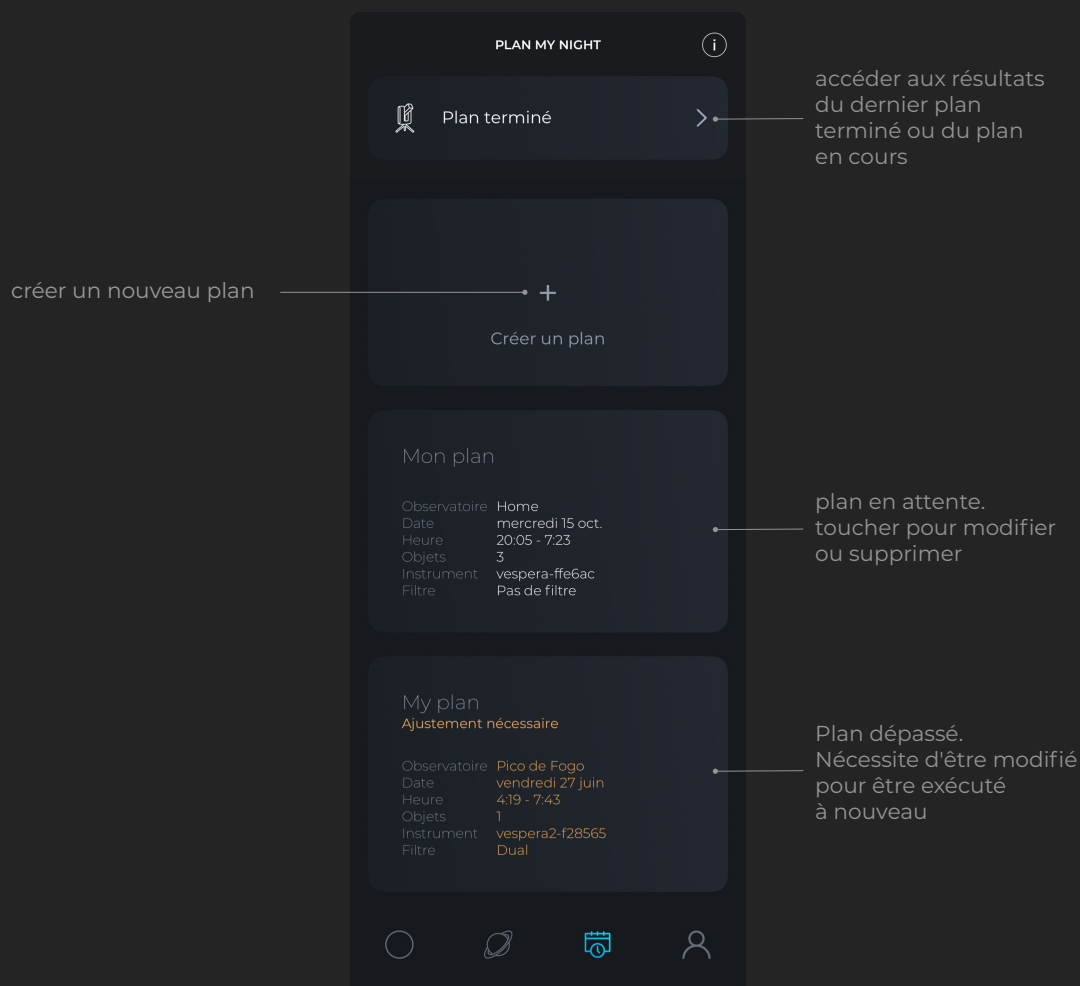 PLAN MY NIGHT
i
Plan terminé
accéder aux résultats
du dernier plan
terminé ou du plan
en cours
créer un nouveau plan
+
Créer un plan
Mon plan
Observatoire Home
Date mercredi 15 oct.
Heure 20:05 - 7:23
Objets 3
Instrument vespera-ffe6ac
Filtre Pas de filtre
plan en attente.
toucher pour modifier
ou supprimer
My plan
Ajustement nécessaire
Observatoire Pico de Fogo
Date vendredi 27 juin
Heure 4:19 - 7:43
Objets 1
Instrument vespera2-f28565
Filtre Dual
Plan dépassé.
Nécessite d'être modifié
pour être exécuté
à nouveau